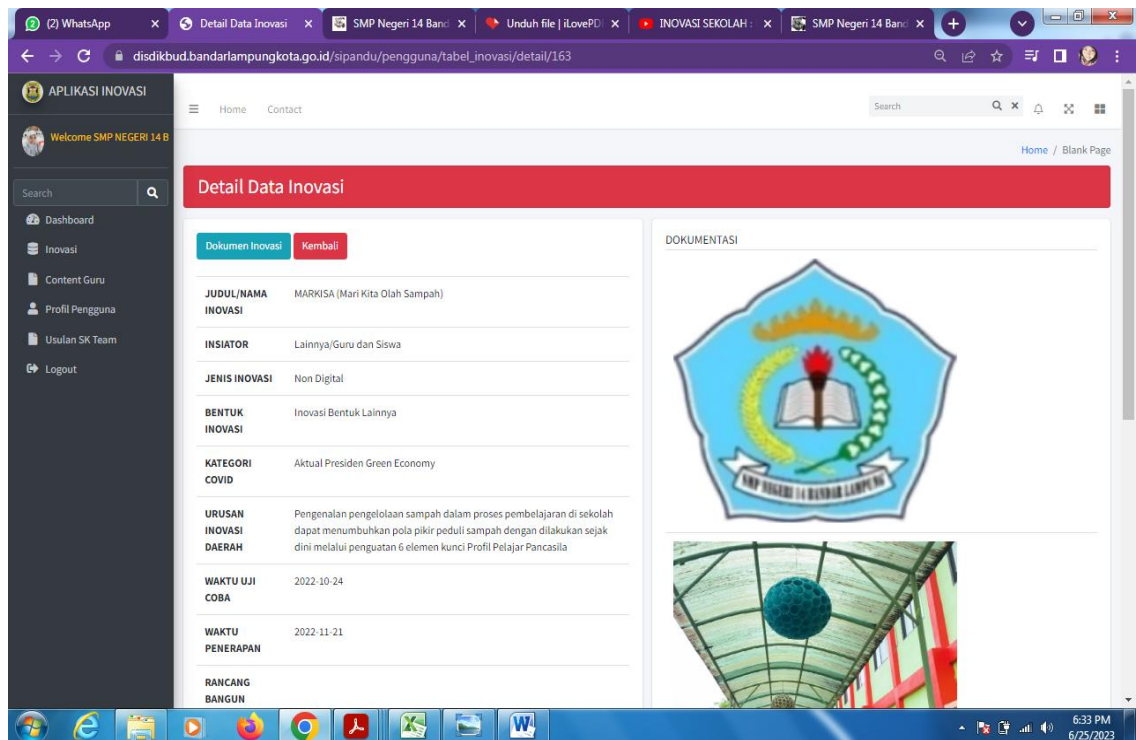 (2) WhatsApp
Detail Data Inovasi
SMP Negeri 14 Band
Unduh file | iLovePD
INOVASI SEKOLAH :
SMP Negeri 14 Band
disdikbud.bandarlampungkota.go.id/sipandu/pengguna/tabel_inovasi/detail/163
APLIKASI INOVASI
Welcome SMP NEGERI 14 B
Search
Dashboard
Inovasi
Content Guru
Profil Pengguna
Usulan SK Team
Logout
Home Contact
Search
Home / Blank Page
Detail Data Inovasi
Dokumen Inovasi Kembali
JUDUL/NAMA MARKISA (Mari Kita Olah Sampah)
INOVASI
INSIATOR Lainnya/Guru dan Siswa
JENIS INOVASI Non Digital
BENTUK Inovasi Bentuk Lainnya
INOVASI
KATEGORI Aktual Presiden Green Economy
COVID
URUSAN Pengenalan pengelolaan sampah dalam proses pembelajaran di sekolah
INOVASI dapat menumbuhkan pola pikir peduli sampah dengan dilakukan sejak
DAERAH dini melalui penguatan 6 elemen kunci Profil Pelajar Pancasila
WAKTU UJI 2022-10-24
COBA
WAKTU 2022-11-21
PENERAPAN
RANCANG
BANGUN
DOKUMENTASI
SMP NEGERI 14 BANDAR LAMPUNG
6:33 PM
6/25/2023